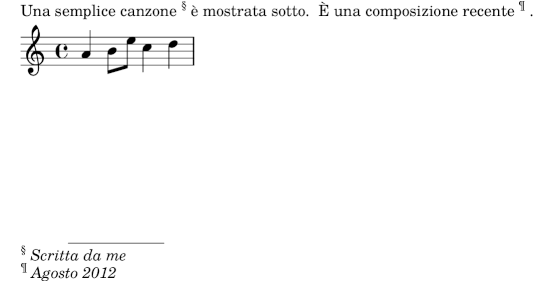 Una semplice canzone § è mostrata sotto. È una composizione recente ¶ .
§ Scritta da me
¶ Agosto 2012